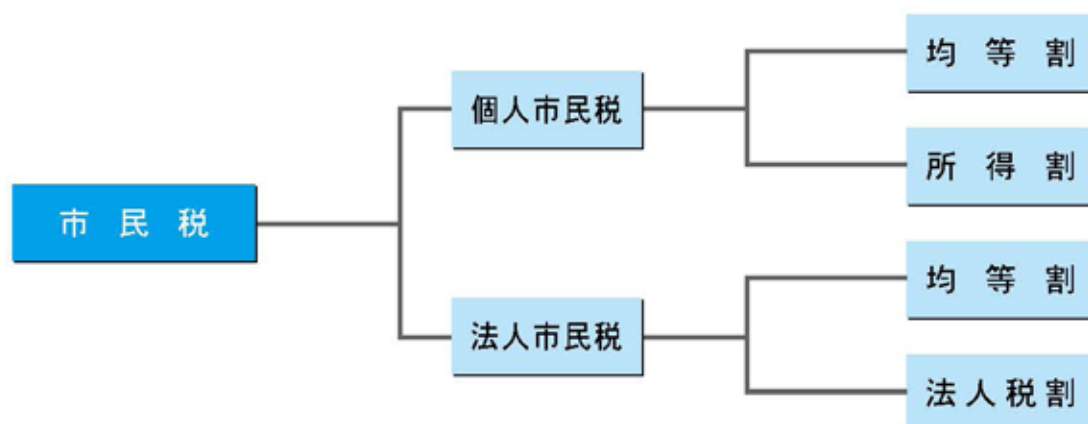 市民税
個人市民税
均等割
所得割
法人市民税
均等割
法人税割